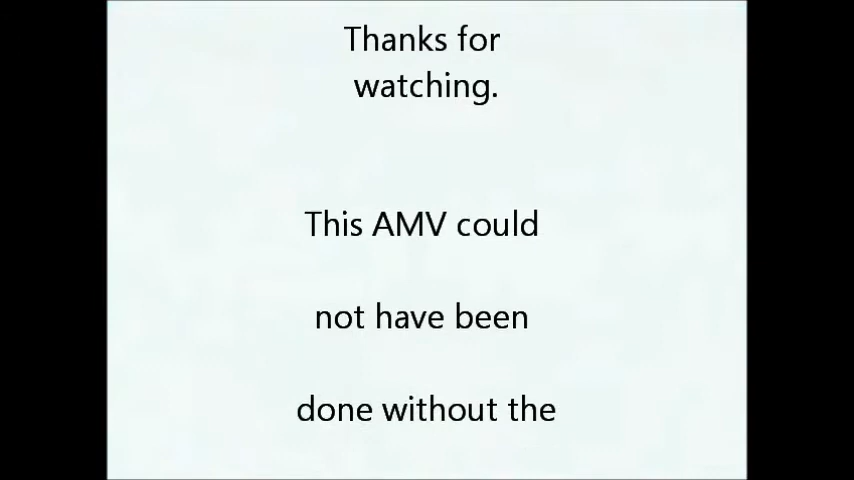 Thanks for
watching.
This AMV could
not have been
done without the